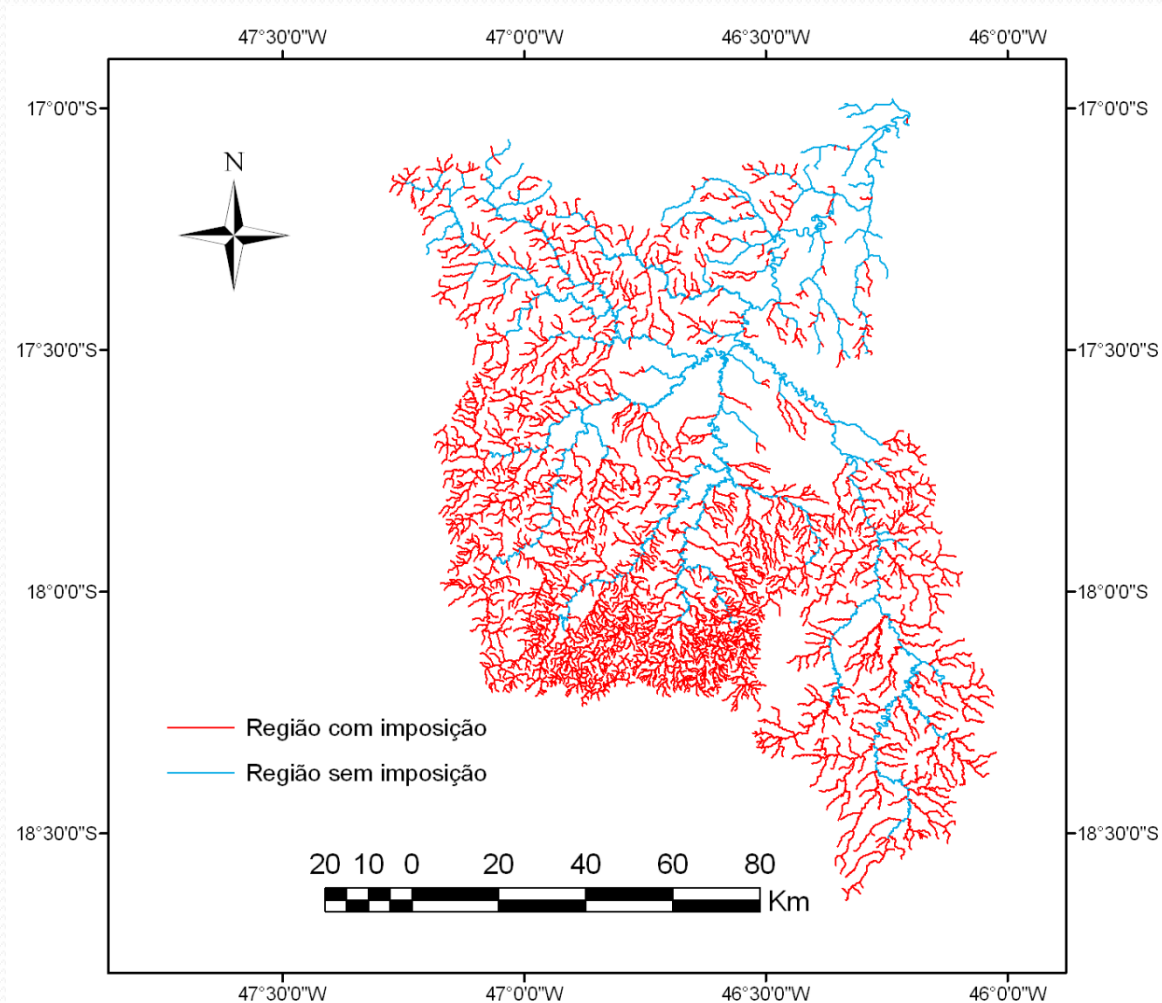 47°30'0"W 47°0'0"W 46°30'0"W 46°0'0"W
17°0'0"S 17°0'0"S
N
17°30'0"S 17°30'0"S
18°0'0"S 18°0'0"S
Região com imposição
Região sem imposição
18°30'0"S 18°30'0"S
20 10 0 20 40 60 80
Km
47°30'0"W 47°0'0"W 46°30'0"W 46°0'0"W